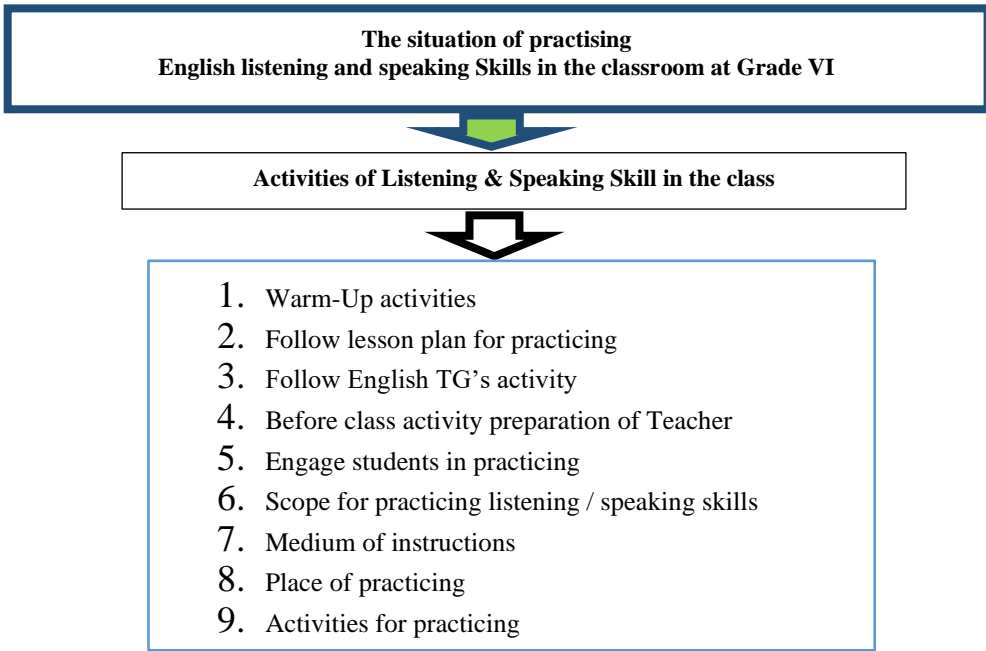 The situation of practising
English listening and speaking Skills in the classroom at Grade VI
Activities of Listening & Speaking Skill in the class
1. Warm-Up activities
2. Follow lesson plan for practicing
3. Follow English TG’s activity
4. Before class activity preparation of Teacher
5. Engage students in practicing
6. Scope for practicing listening / speaking skills
7. Medium of instructions
8. Place of practicing
9. Activities for practicing